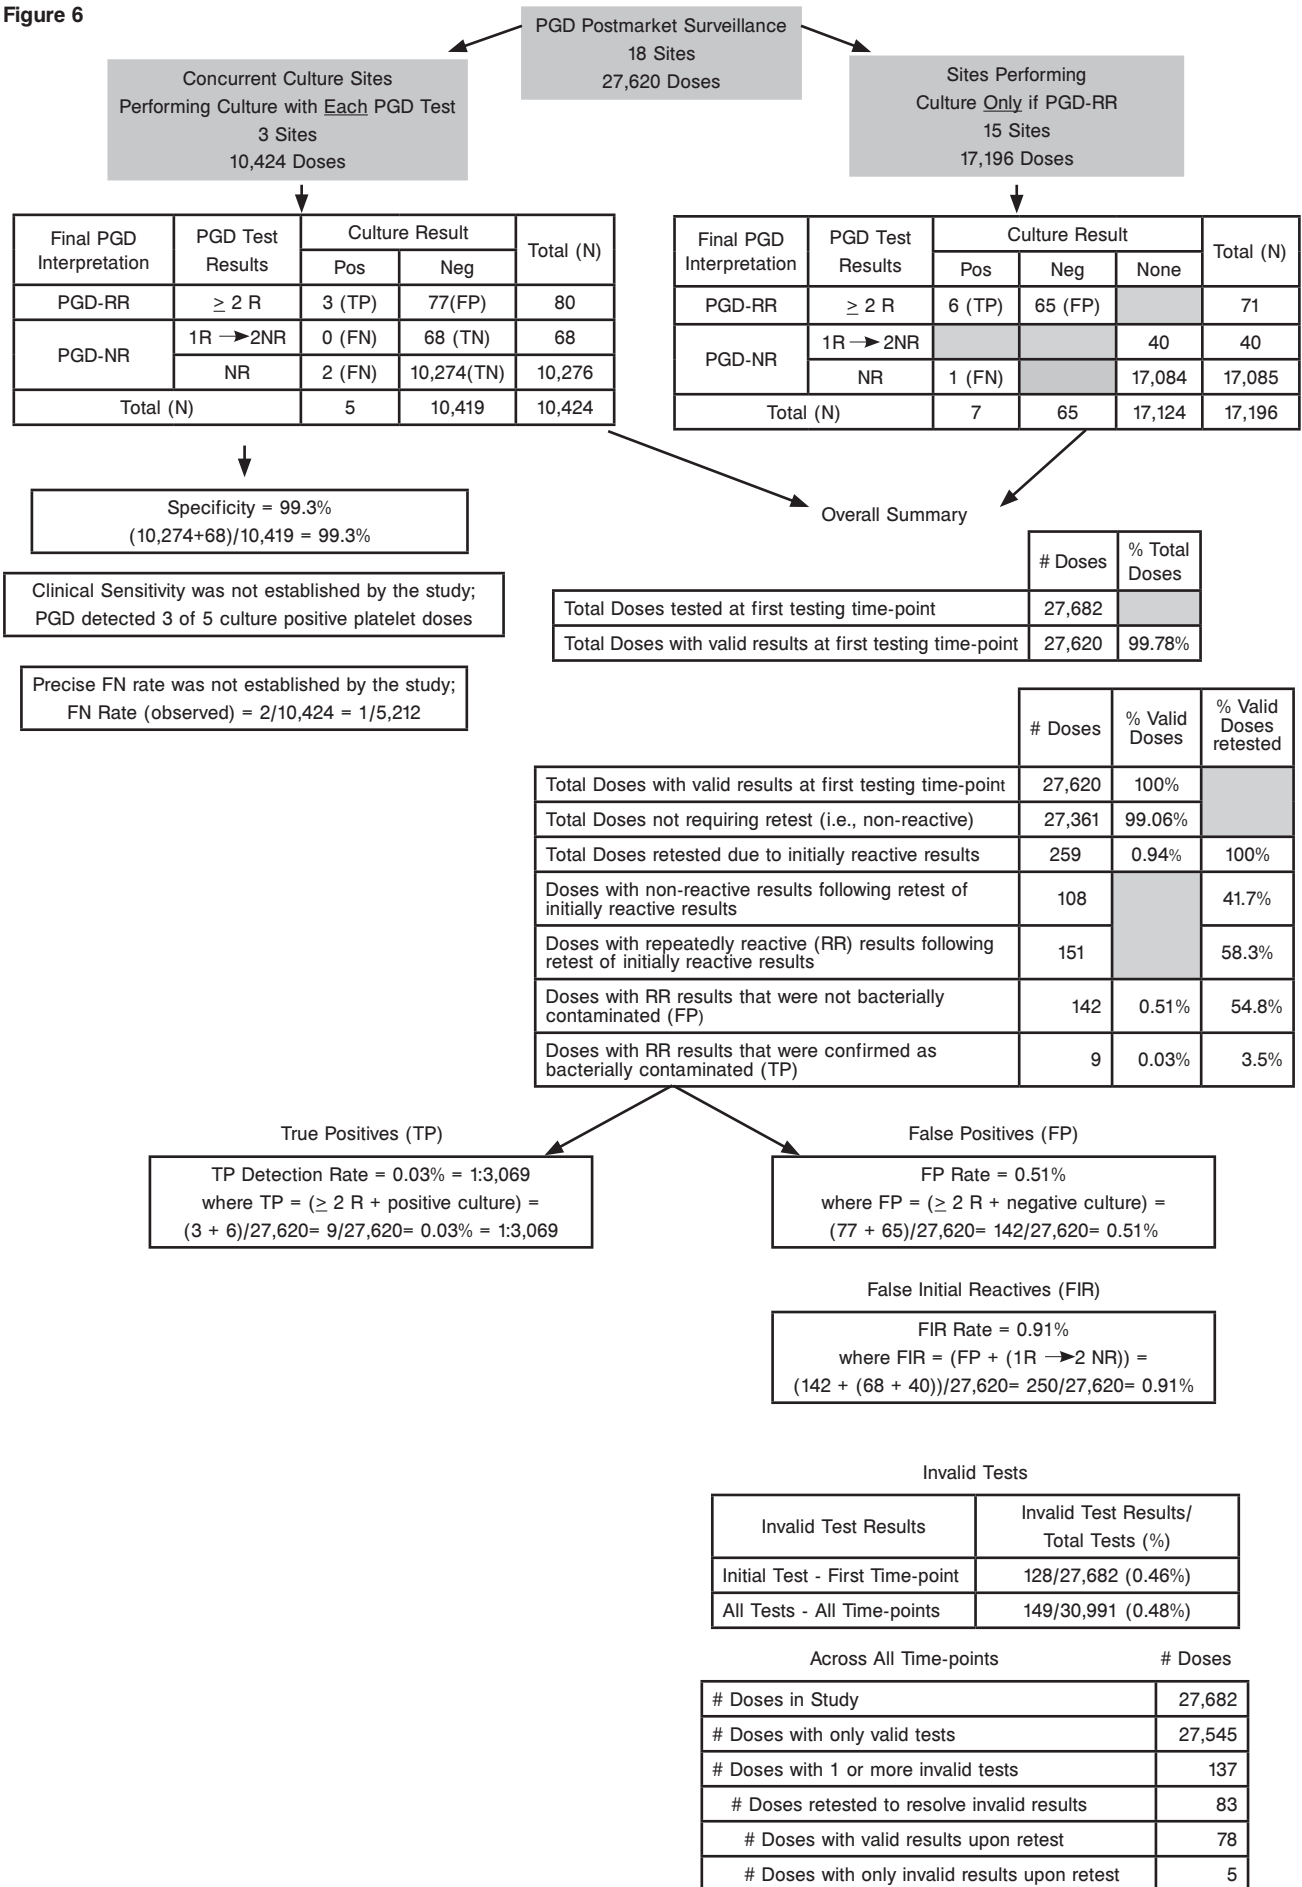 Figure 6
PGD Postmarket Surveillance
18 Sites
27,620 Doses
Concurrent Culture Sites
Performing Culture with Each PGD Test
3 Sites
10,424 Doses
Sites Performing
Culture Only if PGD-RR
15 Sites
17,196 Doses
Final PGD Interpretation PGD Test Results Culture Result Total (N)
Pos Neg
PGD-RR ≥ 2 R 3 (TP) 77(FP) 80
PGD-NR 1R → 2NR 0 (FN) 68 (TN) 68
NR 2 (FN) 10,274(TN) 10,276
Total (N) 5 10,419 10,424
Final PGD Interpretation PGD Test Results Culture Result Total (N)
Pos Neg None
PGD-RR ≥ 2 R 6 (TP) 65 (FP) 71
PGD-NR 1R → 2NR 40 40
NR 1 (FN) 17,084 17,085
Total (N) 7 65 17,124 17,196
Specificity = 99.3%
(10,274+68)/10,419 = 99.3%
Clinical Sensitivity was not established by the study;
PGD detected 3 of 5 culture positive platelet doses
Precise FN rate was not established by the study;
FN Rate (observed) = 2/10,424 = 1/5,212
Overall Summary
# Doses % Total Doses
Total Doses tested at first testing time-point 27,682
Total Doses with valid results at first testing time-point 27,620 99.78%
# Doses % Valid Doses % Valid Doses retested
Total Doses with valid results at first testing time-point 27,620 100%
Total Doses not requiring retest (i.e., non-reactive) 27,361 99.06%
Total Doses retested due to initially reactive results 259 0.94% 100%
Doses with non-reactive results following retest of
initially reactive results 108 41.7%
Doses with repeatedly reactive (RR) results following
retest of initially reactive results 151 58.3%
Doses with RR results that were not bacterially
contaminated (FP) 142 0.51% 54.8%
Doses with RR results that were confirmed as
bacterially contaminated (TP) 9 0.03% 3.5%
True Positives (TP)
TP Detection Rate = 0.03% = 1:3,069
where TP = (≥ 2 R + positive culture) =
(3 + 6)/27,620= 9/27,620= 0.03% = 1:3,069
False Positives (FP)
FP Rate = 0.51%
where FP = (≥ 2 R + negative culture) =
(77 + 65)/27,620= 142/27,620= 0.51%
False Initial Reactives (FIR)
FIR Rate = 0.91%
where FIR = (FP + (1R → 2 NR)) =
(142 + (68 + 40))/27,620= 250/27,620= 0.91%
Invalid Tests
Invalid Test Results Invalid Test Results/ Total Tests (%)
Initial Test - First Time-point 128/27,682 (0.46%)
All Tests - All Time-points 149/30,991 (0.48%)
Across All Time-points # Doses
# Doses in Study 27,682
# Doses with only valid tests 27,545
# Doses with 1 or more invalid tests 137
# Doses retested to resolve invalid results 83
# Doses with valid results upon retest 78
# Doses with only invalid results upon retest 5